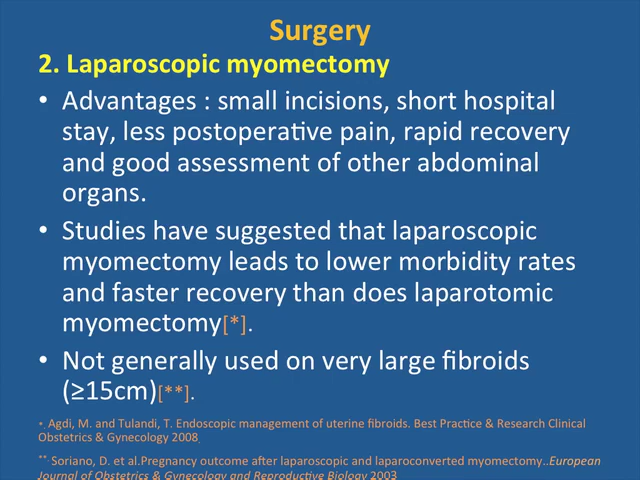 Surgery
2. Laparoscopic myomectomy
• Advantages : small incisions, short hospital
stay, less postoperative pain, rapid recovery
and good assessment of other abdominal
organs.
• Studies have suggested that laparoscopic
myomectomy leads to lower morbidity rates
and faster recovery than does laparotomic
myomectomy[*].
• Not generally used on very large fibroids
(≥15cm)[**].
*. Agdi, M. and Tulandi, T. Endoscopic management of uterine fibroids. Best Practice & Research Clinical
Obstetrics & Gynecology 2008.
**. Soriano, D. et al.Pregnancy outcome after laparoscopic and laparoconverted myomectomy..European
Journal of Obstetrics & Gynecology and Reproductive Biology 2003